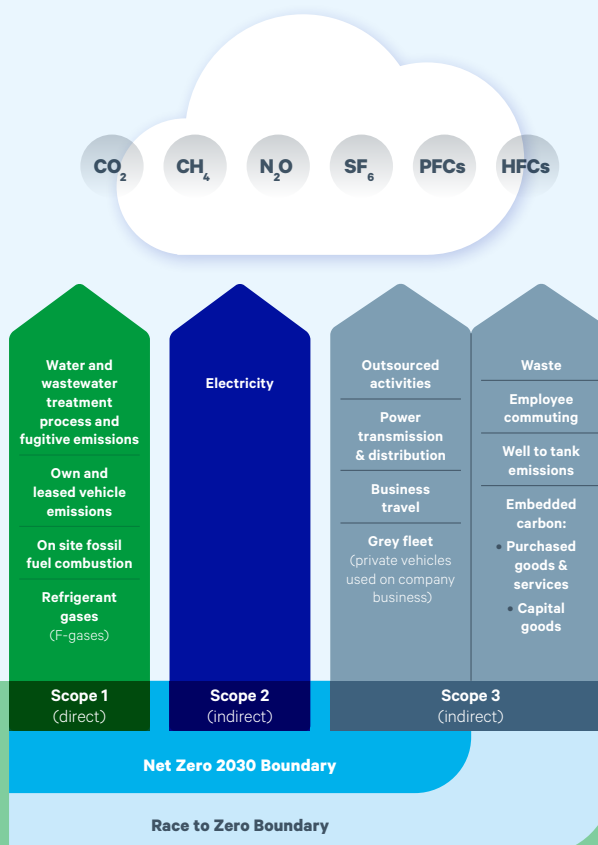 CO2
CH4
N2O
SF6
PFCs
HFCs
Water and
wastewater
treatment
process and
fugitive emissions
Own and
leased vehicle
emissions
On site fossil
fuel combustion
Refrigerant
gases
(F-gases)
Scope 1
(direct)
Electricity
Scope 2
(indirect)
Outsourced
activities
Power
transmission
& distribution
Business
travel
Grey fleet
(private vehicles
used on company
business)
Waste
Employee
commuting
Well to tank
emissions
Embedded
carbon:
• Purchased
goods &
services
• Capital
goods
Scope 3
(indirect)
Net Zero 2030 Boundary
Race to Zero Boundary